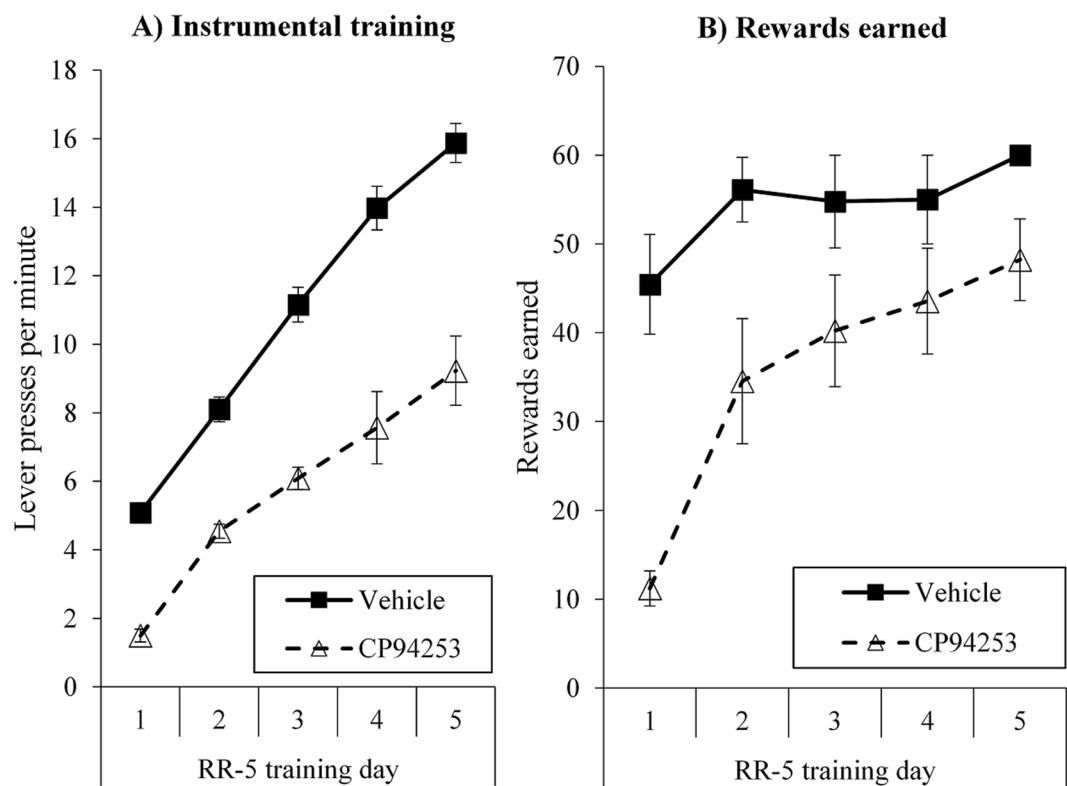 A) Instrumental training
18
16
14
12
10
8
6
4
2
0
Lever presses per minute
Vehicle
CP94253
1 2 3 4 5
RR-5 training day
B) Rewards earned
70
60
50
40
30
20
10
0
Rewards earned
Vehicle
CP94253
1 2 3 4 5
RR-5 training day